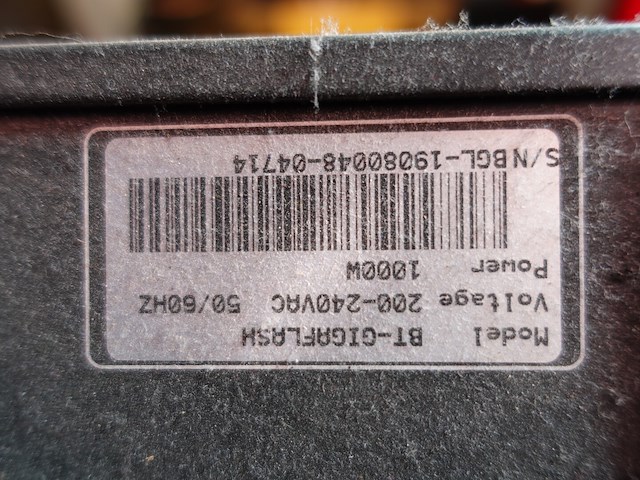 Model BT-GIGAFLASH
Voltage 200-240VAC 50/60HZ
Power 1000W
S/N BGL-19080048-04714